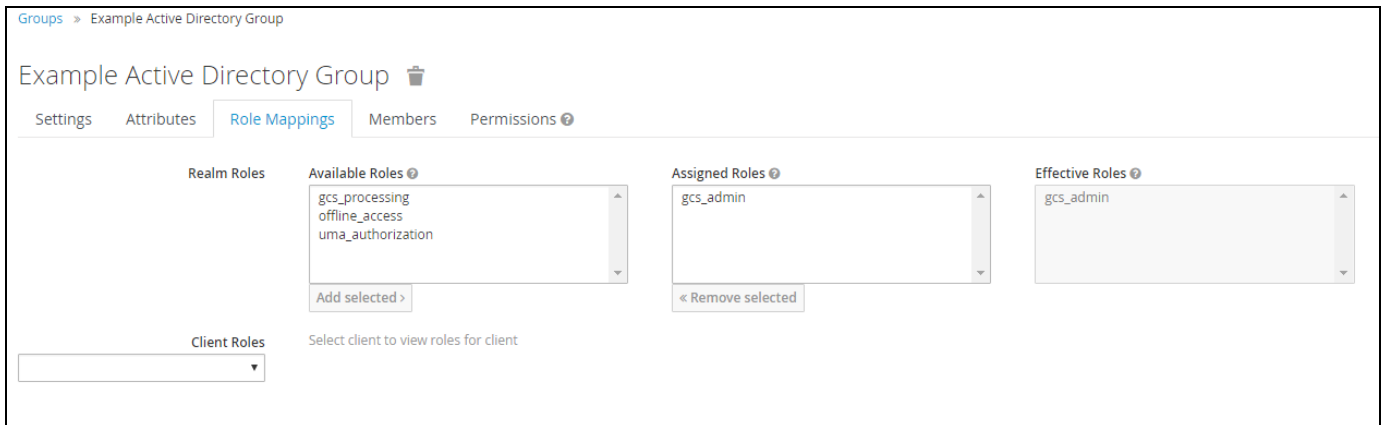 Groups » Example Active Directory Group
Example Active Directory Group
Settings Attributes Role Mappings Members Permissions
Realm Roles Available Roles Assigned Roles Effective Roles
gcs_processing gcs_admin gcs_admin
offline_access
uma_authorization
Add selected › « Remove selected
Client Roles Select client to view roles for client